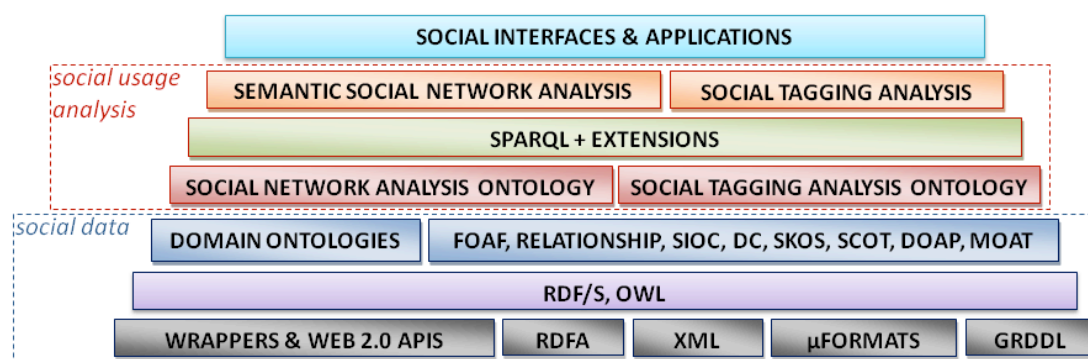 SOCIAL INTERFACES & APPLICATIONS
social usage
analysis
SEMANTIC SOCIAL NETWORK ANALYSIS
SOCIAL TAGGING ANALYSIS
SPARQL + EXTENSIONS
SOCIAL NETWORK ANALYSIS ONTOLOGY
SOCIAL TAGGING ANALYSIS ONTOLOGY
social data
DOMAIN ONTOLOGIES
FOAF, RELATIONSHIP, SIOC, DC, SKOS, SCOT, DOAP, MOAT
RDF/S, OWL
WRAPPERS & WEB 2.0 APIS
RDFA
XML
µFORMATS
GRDDL